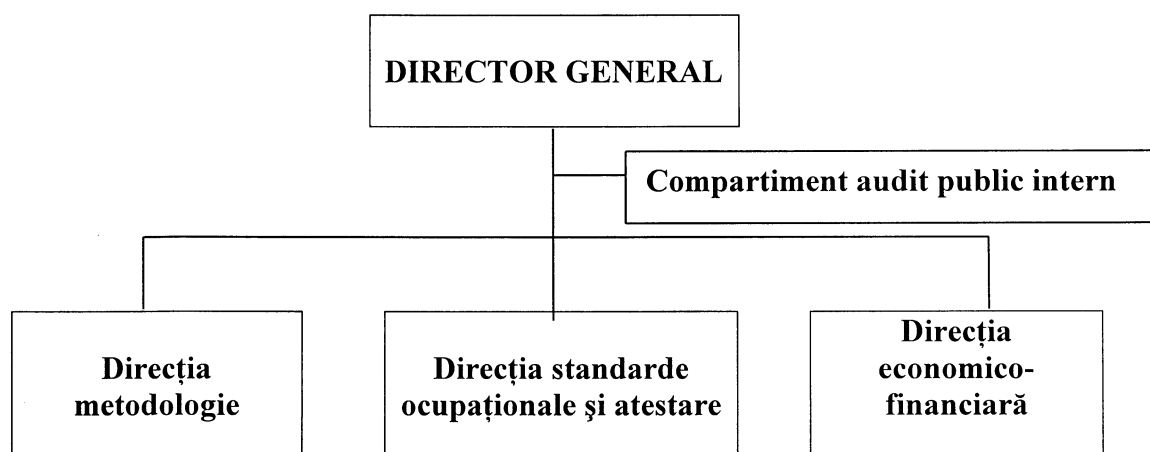 DIRECTOR GENERAL
Compartiment audit public intern
Direcția
metodologie
Direcția standarde
ocupaționale şi atestare
Direcția
economico-
financiară